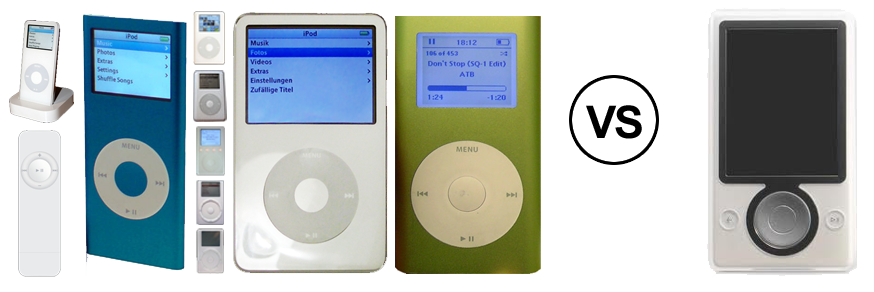 iPod
Music
Photos
Extras
Settings
Shuffle Songs
MENU
iPod
Musik
Fotos
Videos
Extras
Einstellungen
Zufällige Titel
MENU
18:12
106 of 453
Don't Stop (SQ-1 Edit)
ATB
1:24 -1:20
MENU
VS